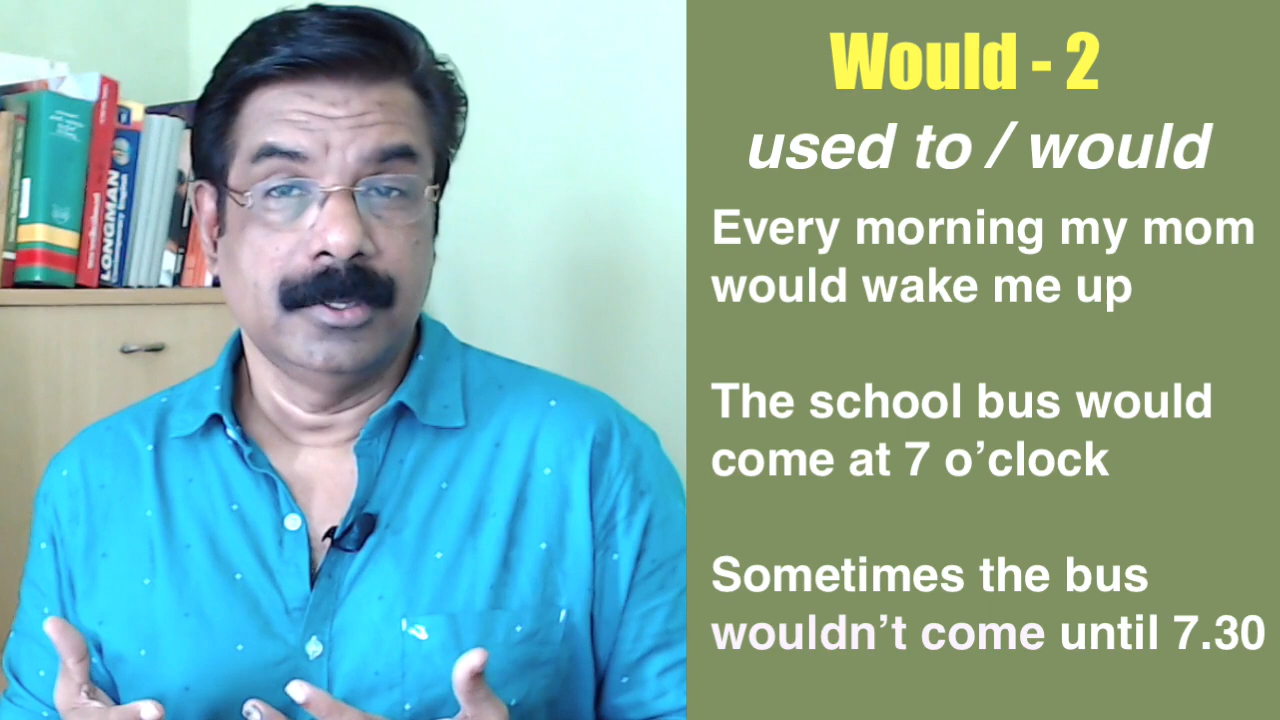 Would - 2
used to / would
Every morning my mom
would wake me up
The school bus would
come at 7 o’clock
Sometimes the bus
wouldn’t come until 7.30
LONGMAN